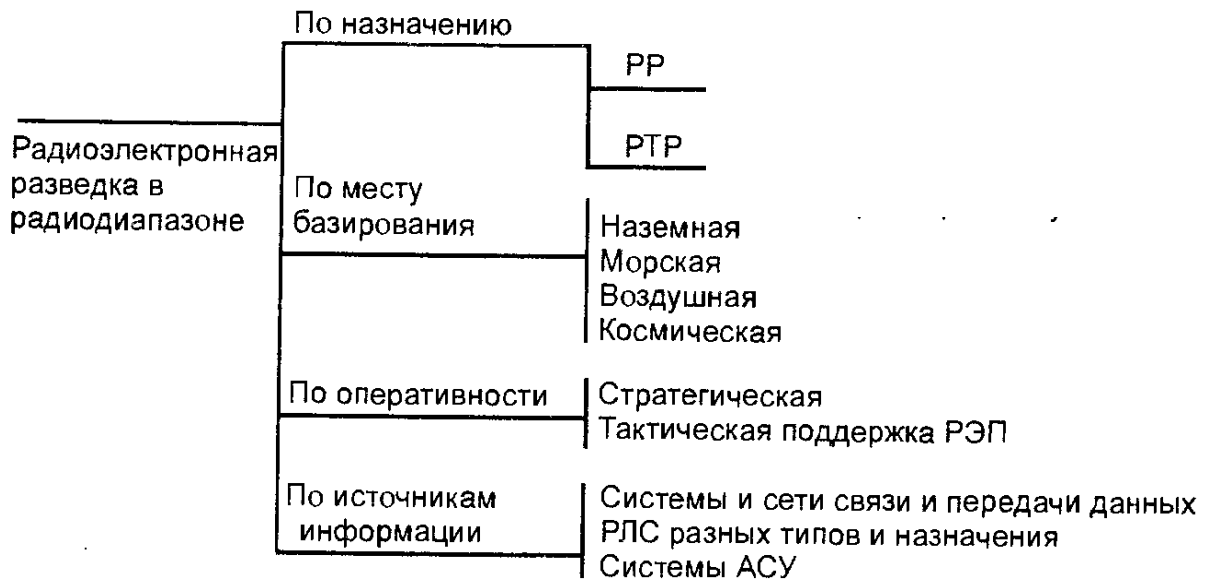 По назначению
РР
РТР
Радиоэлектронная
разведка в
радиодиапазоне
По месту
базирования
Наземная
Морская
Воздушная
Космическая
По оперативности
Стратегическая
Тактическая поддержка РЭП
По источникам
информации
Системы и сети связи и передачи данных
РЛС разных типов и назначения
Системы АСУ